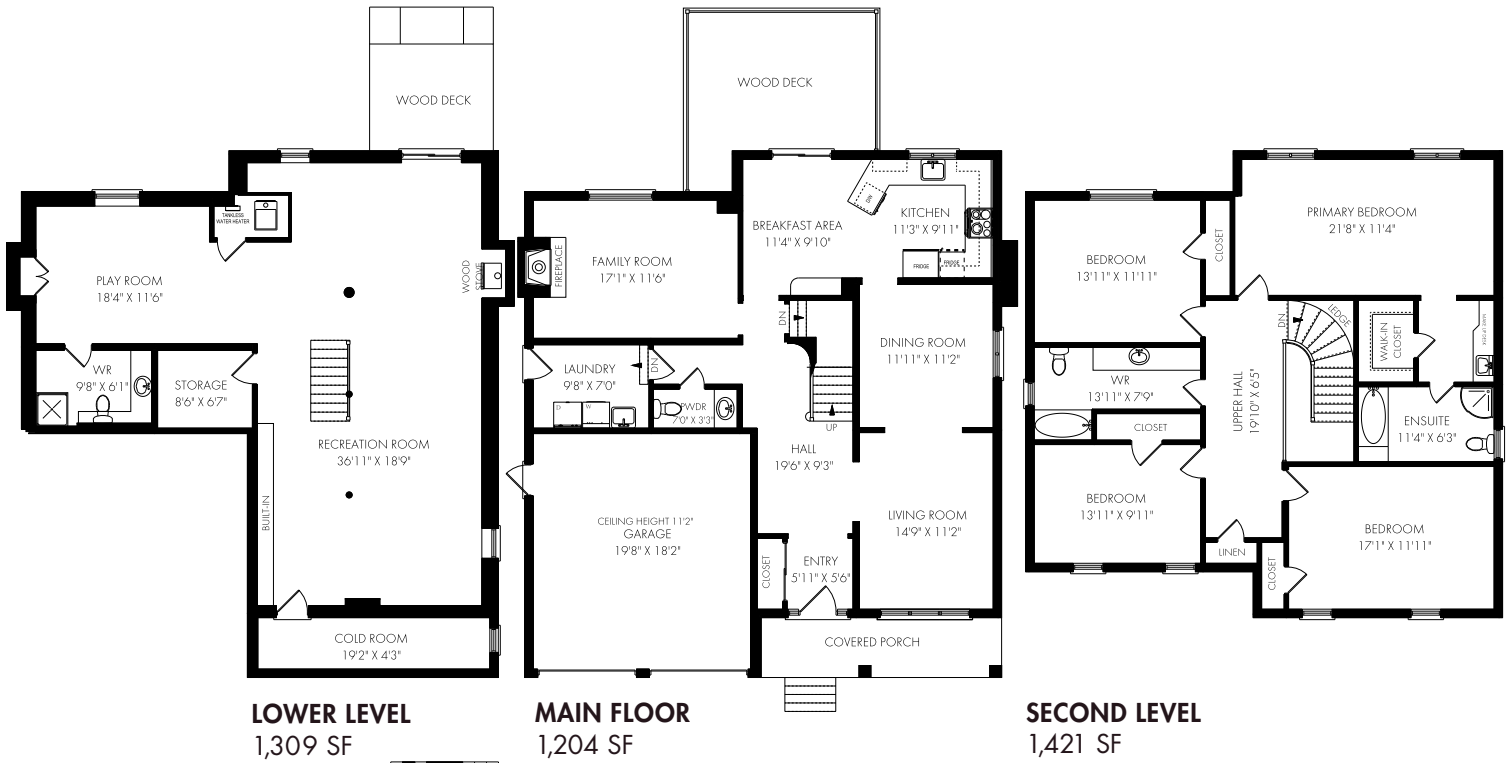 WOOD DECK
TANKLESS
WATER HEATER
PLAY ROOM
18'4" X 11'6"
WOOD
STOVE
WR
9'8" X 6'1"
STORAGE
8'6" X 6'7"
RECREATION ROOM
36'11" X 18'9"
BUILT-IN
COLD ROOM
19'2" X 4'3"
LOWER LEVEL
1,309 SF
WOOD DECK
BREAKFAST AREA
11'4" X 9'10"
DN
KITCHEN
11'3" X 9'11"
FRIDGE
FRIDGE
FAMILY ROOM
17'1" X 11'6"
FIREPLACE
DN
DINING ROOM
11'11" X 11'2"
LAUNDRY
9'8" X 7'0"
D
W
DN
PWDR
7'0" X 3'3"
UP
HALL
19'6" X 9'3"
CEILING HEIGHT 11'2"
GARAGE
19'8" X 18'2"
LIVING ROOM
14'9" X 11'2"
CLOSET
ENTRY
5'11" X 5'6"
COVERED PORCH
MAIN FLOOR
1,204 SF
PRIMARY BEDROOM
21'8" X 11'4"
BEDROOM
13'11" X 11'11"
CLOSET
DN
LEDGE
WALK-IN
CLOSET
WR
13'11" X 7'9"
UPPER HALL
19'10" X 6'5"
CLOSET
ENSUITE
11'4" X 6'3"
BEDROOM
13'11" X 9'11"
BEDROOM
17'1" X 11'11"
LINEN
CLOSET
SECOND LEVEL
1,421 SF